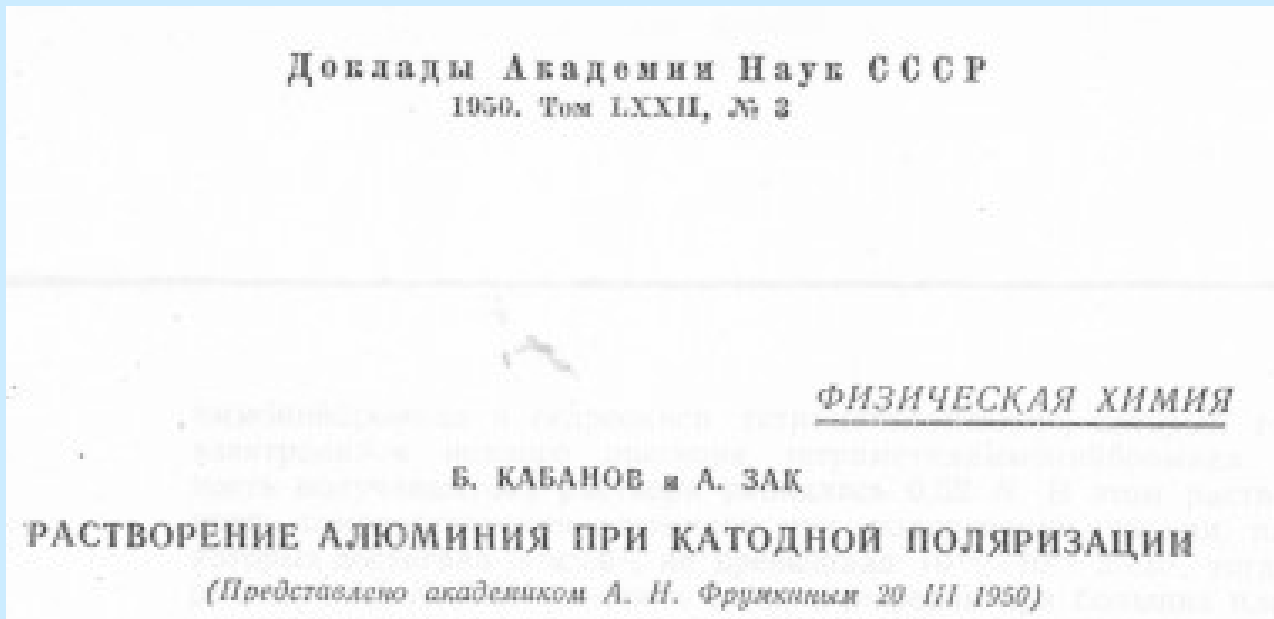 Доклады Академии Наук СССР
1950. Том LXXII, № 3
ФИЗИЧЕСКАЯ ХИМИЯ
Б. КАБАНОВ и А. ЗАК
РАСТВОРЕНИЕ АЛЮМИНИЯ ПРИ КАТОДНОЙ ПОЛЯРИЗАЦИИ
(Представлено академиком А. Н. Фрумкиным 20 III 1950)